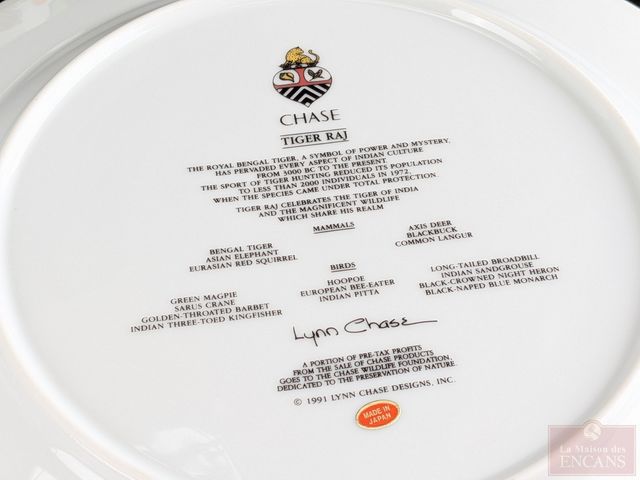 CHASE
TIGER RAJ
THE ROYAL BENGAL TIGER, A SYMBOL OF POWER AND MYSTERY,
HAS PERVADED EVERY ASPECT OF INDIAN CULTURE
FROM 3000 BC TO THE PRESENT.
THE SPORT OF TIGER HUNTING REDUCED ITS POPULATION
TO LESS THAN 2000 INDIVIDUALS IN 1972,
WHEN THE SPECIES CAME UNDER TOTAL PROTECTION.
TIGER RAJ CELEBRATES THE TIGER OF INDIA
AND THE MAGNIFICENT WILDLIFE
WHICH SHARE HIS REALM
MAMMALS
BENGAL TIGER
ASIAN ELEPHANT
EURASIAN RED SQUIRREL
AXIS DEER
BLACKBUCK
COMMON LANGUR
BIRDS
GREEN MAGPIE
SARUS CRANE
GOLDEN-THROATED BARBET
INDIAN THREE-TOED KINGFISHER
HOOPOE
EUROPEAN BEE-EATER
INDIAN PITTA
LONG-TAILED BROADBILL
INDIAN SANDGROUSE
BLACK-CROWNED NIGHT HERON
BLACK-NAPED BLUE MONARCH
Lynn Chase
A PORTION OF PRE-TAX PROFITS
FROM THE SALE OF CHASE PRODUCTS
GOES TO THE CHASE WILDLIFE FOUNDATION,
DEDICATED TO THE PRESERVATION OF NATURE.
© 1991 LYNN CHASE DESIGNS, INC.
MADE IN
JAPAN
La Maison des
ENCANS